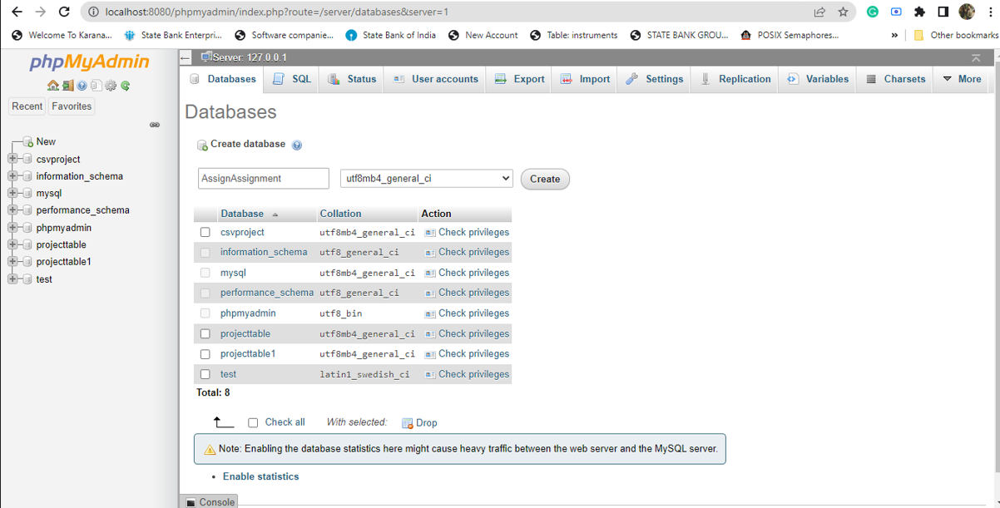 localhost:8080/phpmyadmin/index.php?route=/server/databases&server=1
Welcome To Karana... State Bank Enterpri... Software companie... State Bank of India New Account Table: instruments STATE BANK GROU... POSIX Semaphores... » Other bookmarks
phpMyAdmin
Recent Favorites
New
csvproject
information_schema
mysql
performance_schema
phpmyadmin
projecttable
projecttable1
test
Server: 127.0.0.1
Databases SQL Status User accounts Export Import Settings Replication Variables Charsets More
Databases
Create database
AssignAssignment utf8mb4_general_ci Create
Database Collation Action
csvproject utf8mb4_general_ci Check privileges
information_schema utf8_general_ci Check privileges
mysql utf8mb4_general_ci Check privileges
performance_schema utf8_general_ci Check privileges
phpmyadmin utf8_bin Check privileges
projecttable utf8mb4_general_ci Check privileges
projecttable1 utf8mb4_general_ci Check privileges
test latin1_swedish_ci Check privileges
Total: 8
Check all With selected: Drop
Note: Enabling the database statistics here might cause heavy traffic between the web server and the MySQL server.
• Enable statistics
Console